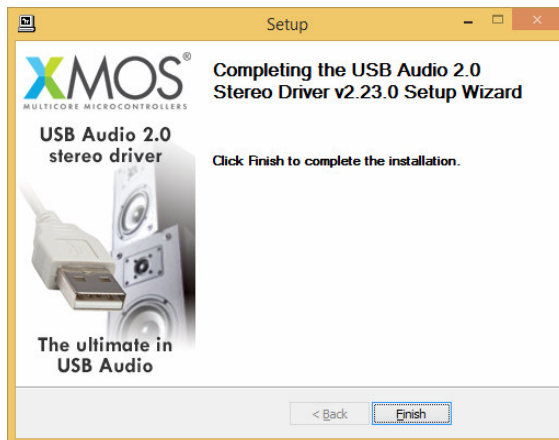 Setup
XMOS®
MULTICORE MICROCONTROLLERS
USB Audio 2.0
stereo driver
The ultimate in
USB Audio
Completing the USB Audio 2.0
Stereo Driver v2.23.0 Setup Wizard
Click Finish to complete the installation.
< Back
Finish